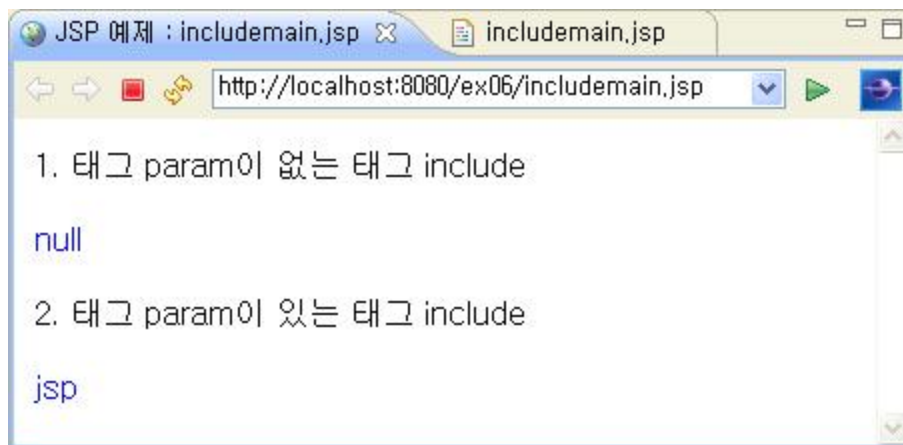 JSP 예제 : includemain.jsp
includemain.jsp
http://localhost:8080/ex06/includemain.jsp
1. 태그 param이 없는 태그 include
null
2. 태그 param이 있는 태그 include
jsp